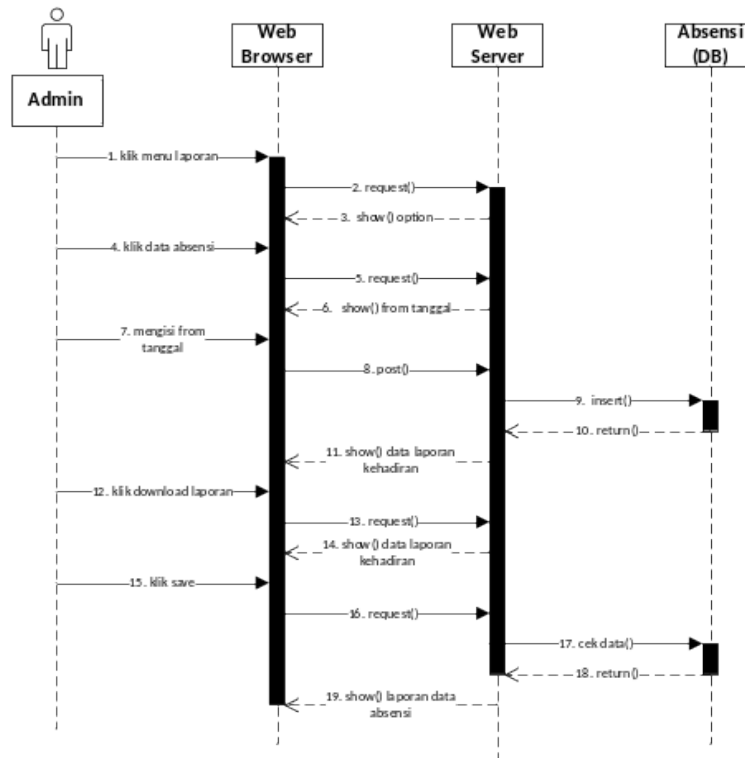 Web
Browser
Web
Server
Absensi
(DB)
Admin
1. klik menu laporan
2. request()
3. show() option
4. klik data absensi
5. request()
6. show() from tanggal
7. mengisi from
tanggal
8. post()
9. insert()
10. return()
11. show() data laporan
kehadiran
12. klik download laporan
13. request()
14. show() data laporan
kehadiran
15. klik save
16. request()
17. cek data()
18. return()
19. show() laporan data
absensi